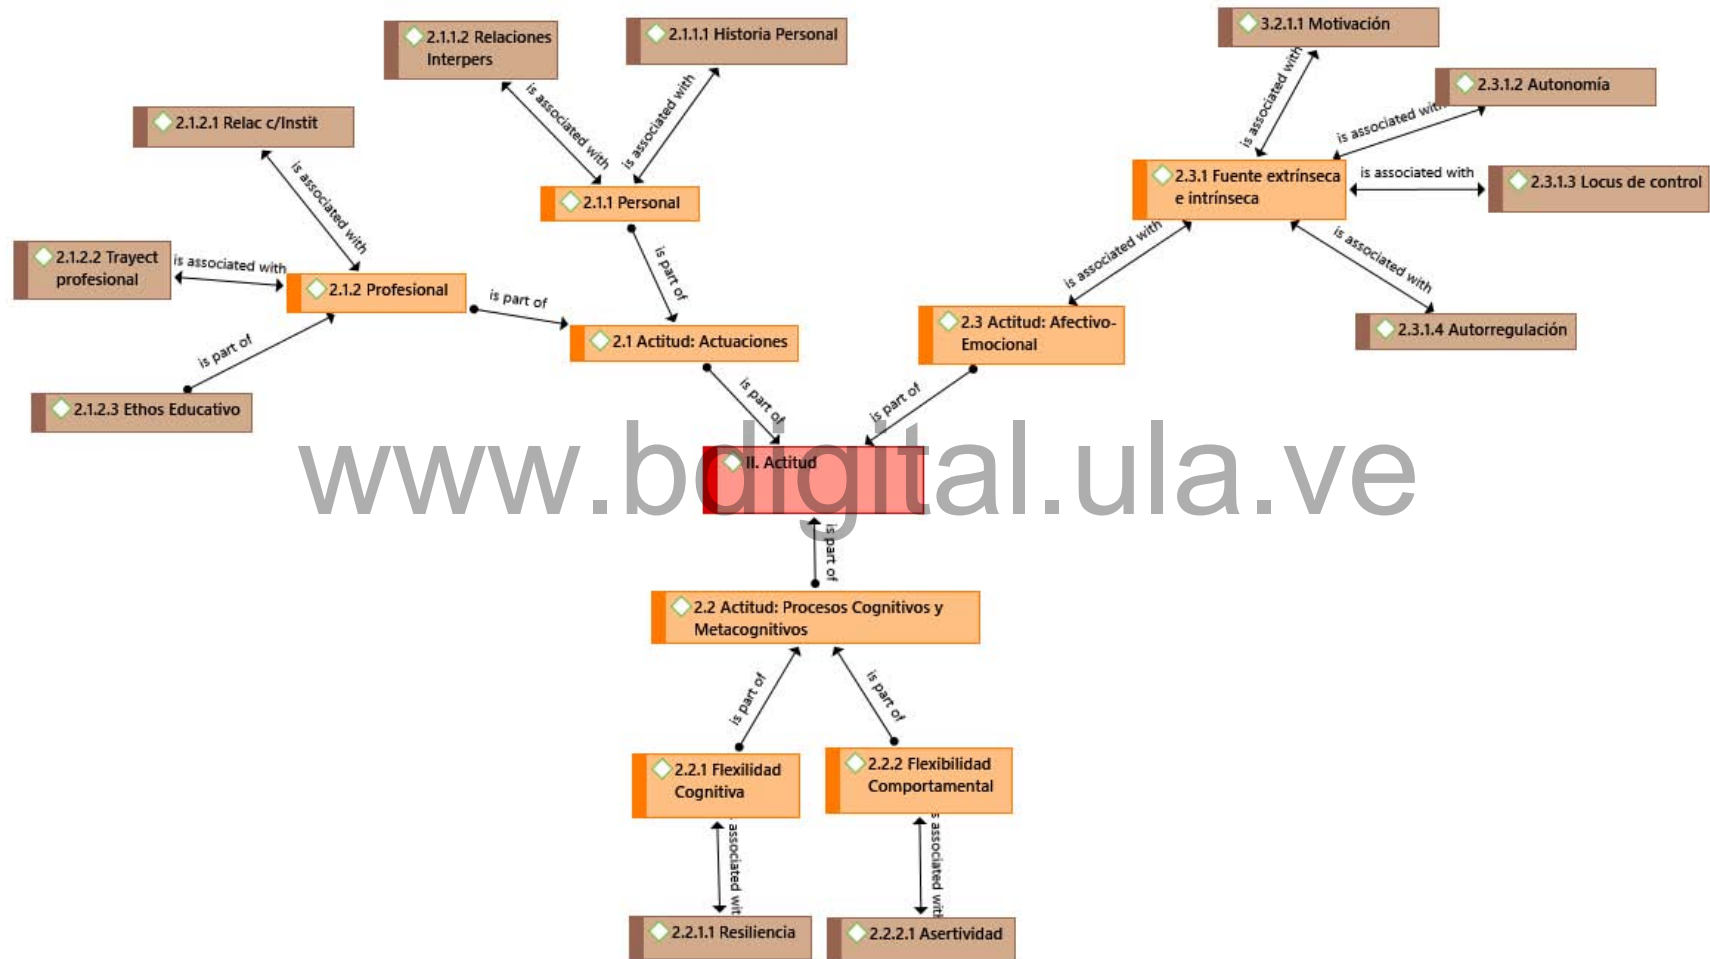 2.1.1.2 Relaciones
Interpers
2.1.1.1 Historia Personal
3.2.1.1 Motivación
2.3.1.2 Autonomía
2.1.2.1 Relac c/Instit
is associated with
is associated with
is associated with
is associated with
is associated with
2.3.1 Fuente extrínseca
e intrínseca
is associated with
2.3.1.3 Locus de control
2.1.1 Personal
2.1.2.2 Trayect
profesional
is associated with
2.1.2 Profesional
is part of
is part of
is associated with
is associated with
2.1 Actitud: Actuaciones
2.3 Actitud: Afectivo-
Emocional
2.3.1.4 Autorregulación
is part of
2.1.2.3 Ethos Educativo
is part of
is part of
II. Actitud
www.bdigital.ula.ve
is part of
2.2 Actitud: Procesos Cognitivos y
Metacognitivos
is part of
is part of
2.2.1 Flexilidad
Cognitiva
2.2.2 Flexibilidad
Comportamental
s associated wit
s associated with
2.2.1.1 Resiliencia
2.2.2.1 Asertividad